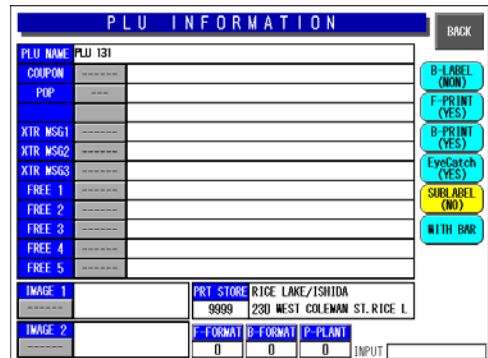 PLU INFORMATION
BACK
PLU NAME PLU 131
COUPON ------
POP ---
XTR MSG1 ------
XTR MSG2 ------
XTR MSG3 ------
FREE 1 ------
FREE 2 ------
FREE 3 ------
FREE 4 ------
FREE 5 ------
B-LABEL
(NON)
F-PRINT
(YES)
B-PRINT
(YES)
EyeCatch
(YES)
SUBLABEL
(NO)
WITH BAR
IMAGE 1
------
PRT STORE RICE LAKE/ISHIDA
9999 230 WEST COLEMAN ST.RICE L
IMAGE 2
------
F-FORMAT B-FORMAT P-PLANT
0 0 0
INPUT